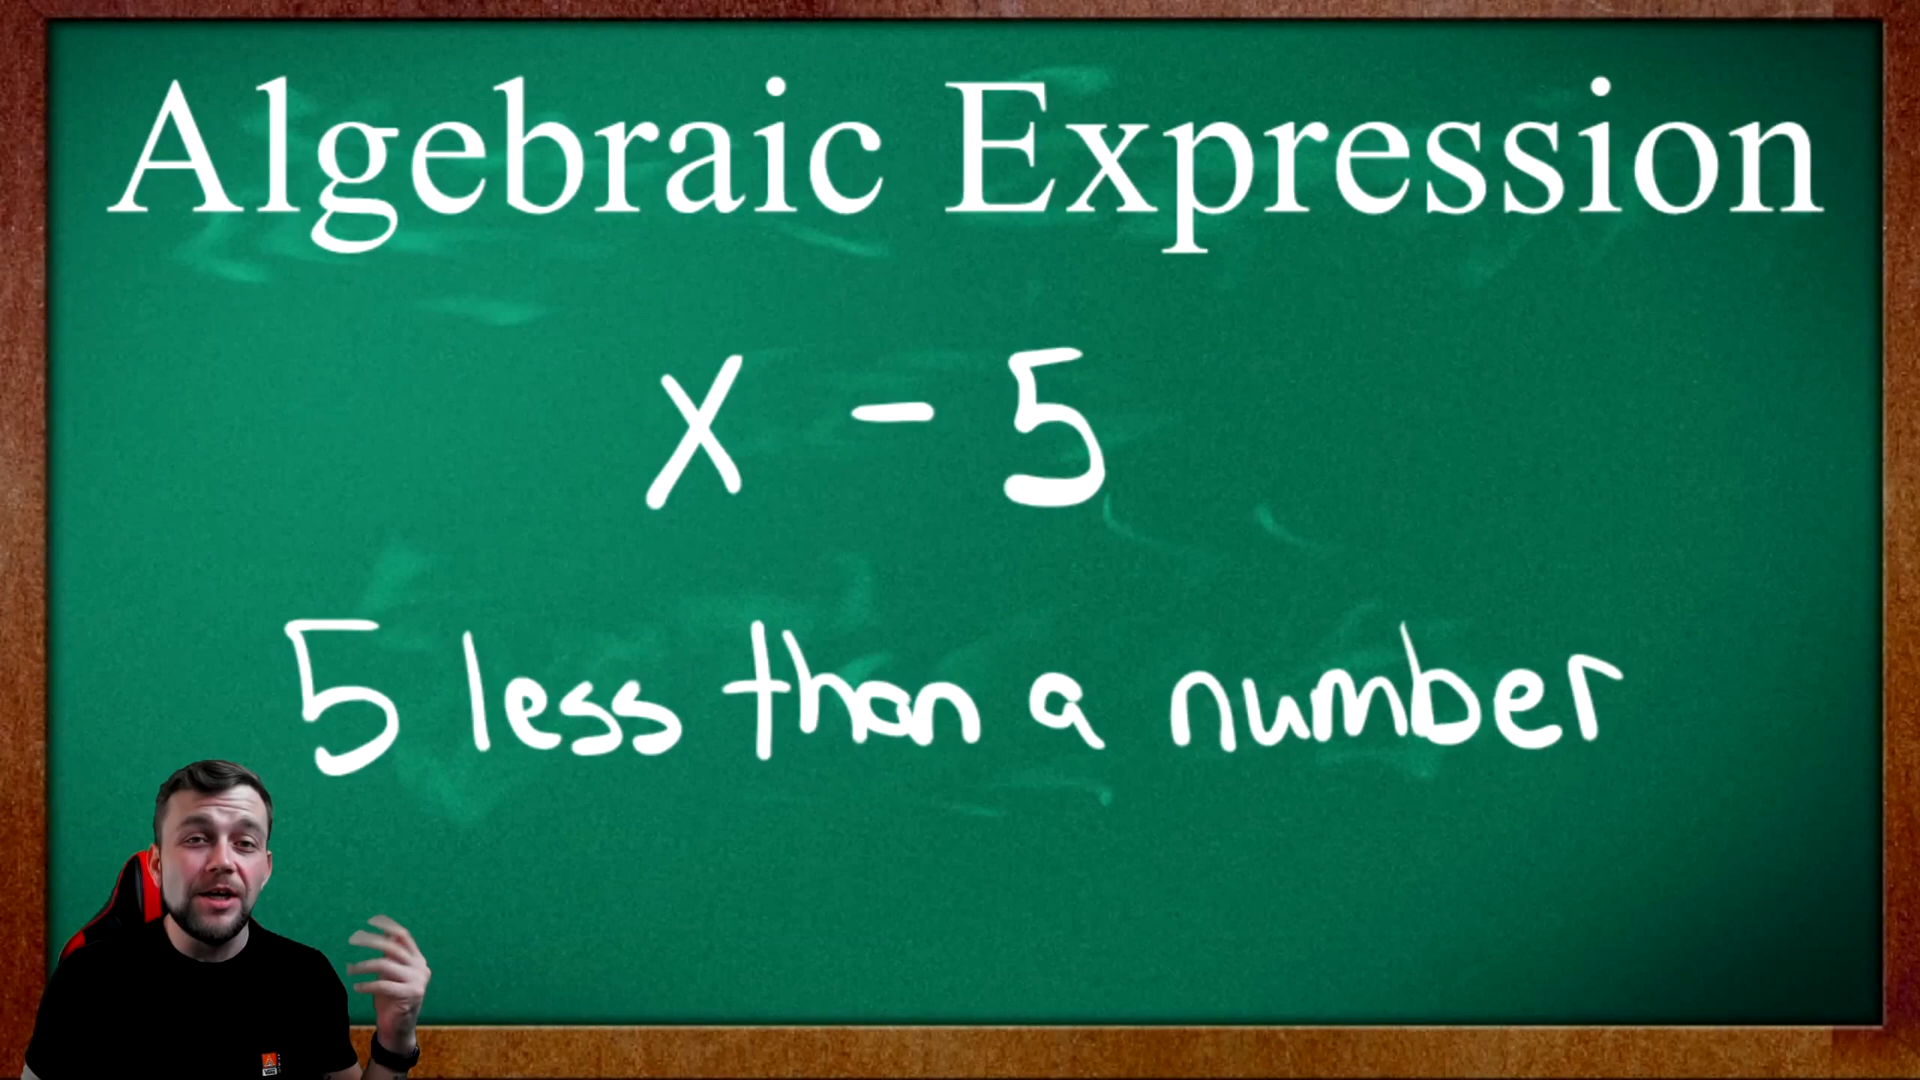 Algebraic Expression
x - 5
5 less than a number